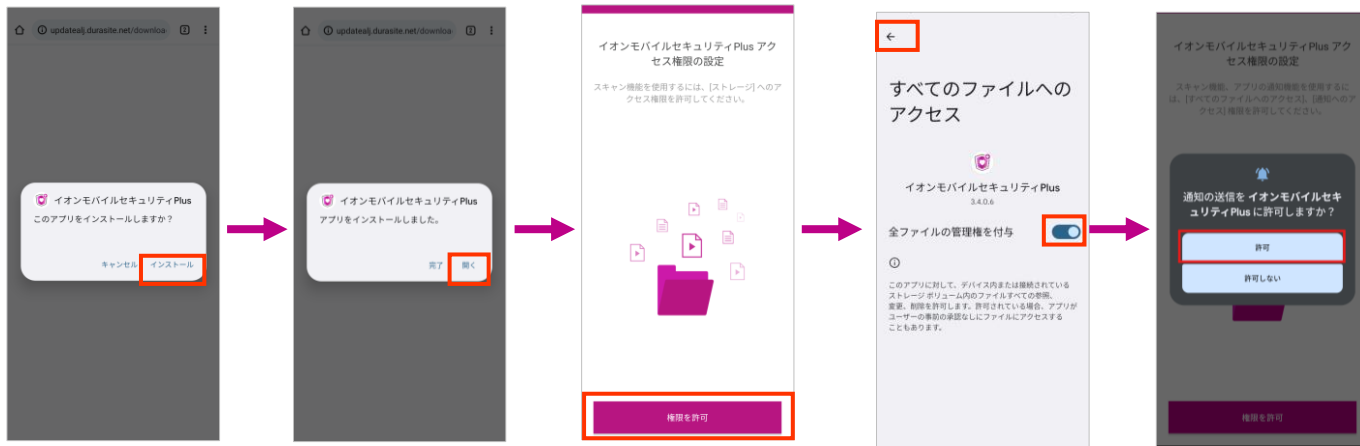 updatealj.durasite.net/downloa
2
イオンモバイルセキュリティPlus
このアプリをインストールしますか？
キャンセル
インストール
updatealj.durasite.net/downloa
2
イオンモバイルセキュリティPlus
アプリをインストールしました。
完了
開く
イオンモバイルセキュリティPlus アク
セス権限の設定
スキャン機能を使用するには、[ストレージ] へのア
クセス権限を許可してください。
権限を許可
すべてのファイルへの
アクセス
イオンモバイルセキュリティPlus
3.4.0.6
全ファイルの管理権を付与
このアプリに対して、デバイス内または接続されている
ストレージ ボリューム内のファイルすべての参照、
変更、削除を許可します。許可されている場合、アプリが
ユーザーの事前の承認なしにファイルにアクセスする
こともあります。
イオンモバイルセキュリティPlus アク
セス権限の設定
スキャン機能、アプリの通知機能を使用するに
は、[すべてのファイルへのアクセス]、[通知へのア
クセス] 権限を許可してください。
通知の送信を イオンモバイルセキ
ュリティPlus に許可しますか？
許可
許可しない
権限を許可